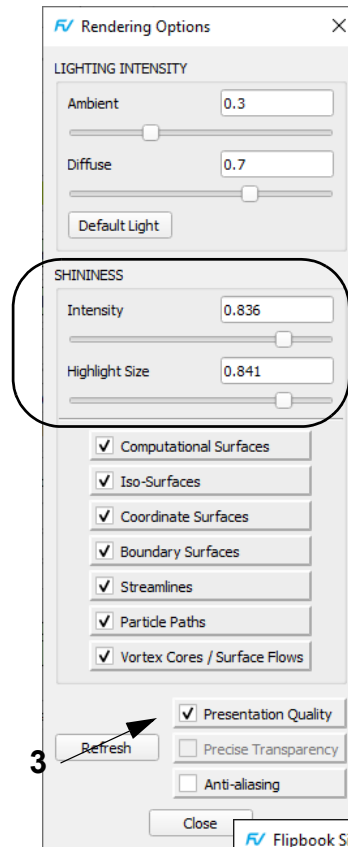 Rendering Options
LIGHTING INTENSITY
Ambient 0.3
Diffuse 0.7
Default Light
SHININESS
Intensity 0.836
Highlight Size 0.841
Computational Surfaces
Iso-Surfaces
Coordinate Surfaces
Boundary Surfaces
Streamlines
Particle Paths
Vortex Cores / Surface Flows
Presentation Quality
Refresh Precise Transparency
3
Anti-aliasing
Close
Flipbook Si